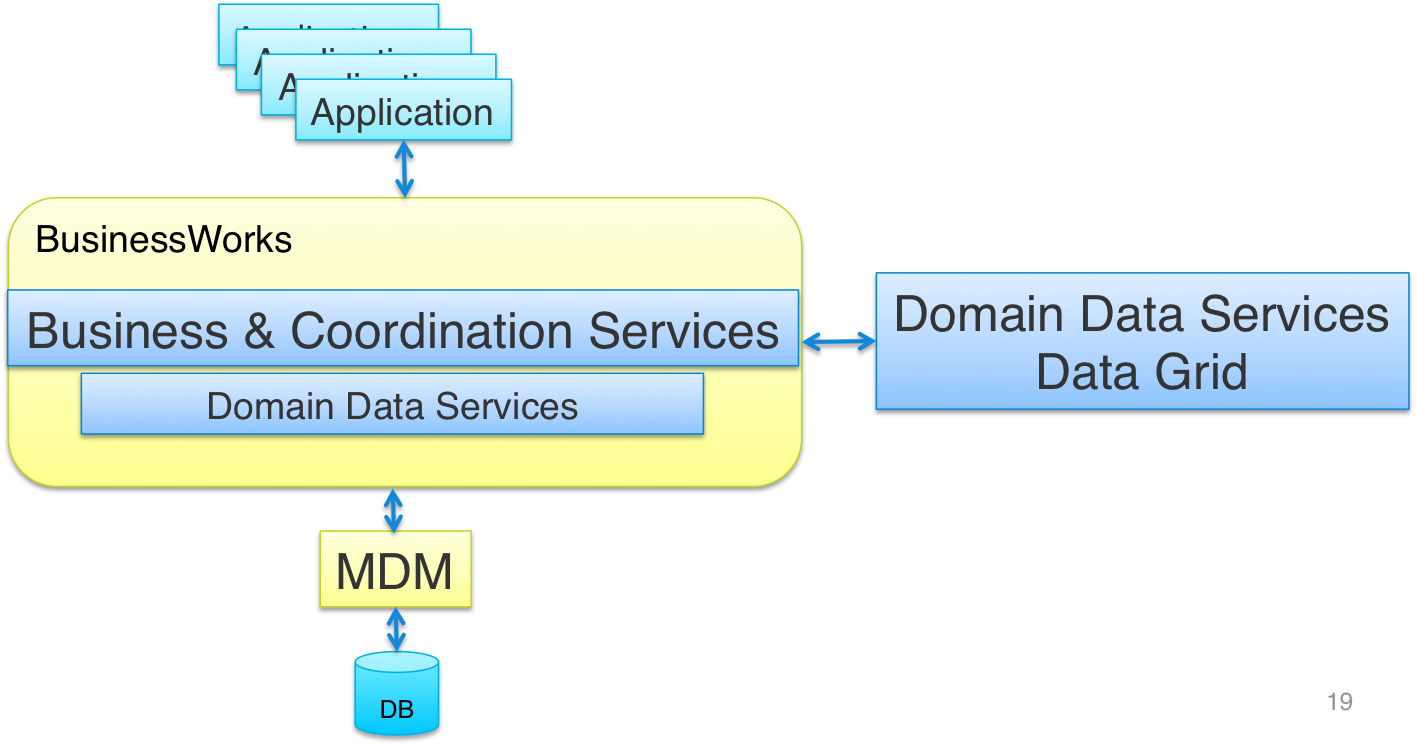 Application
BusinessWorks
Business & Coordination Services
Domain Data Services
Domain Data Services
Data Grid
MDM
DB
19